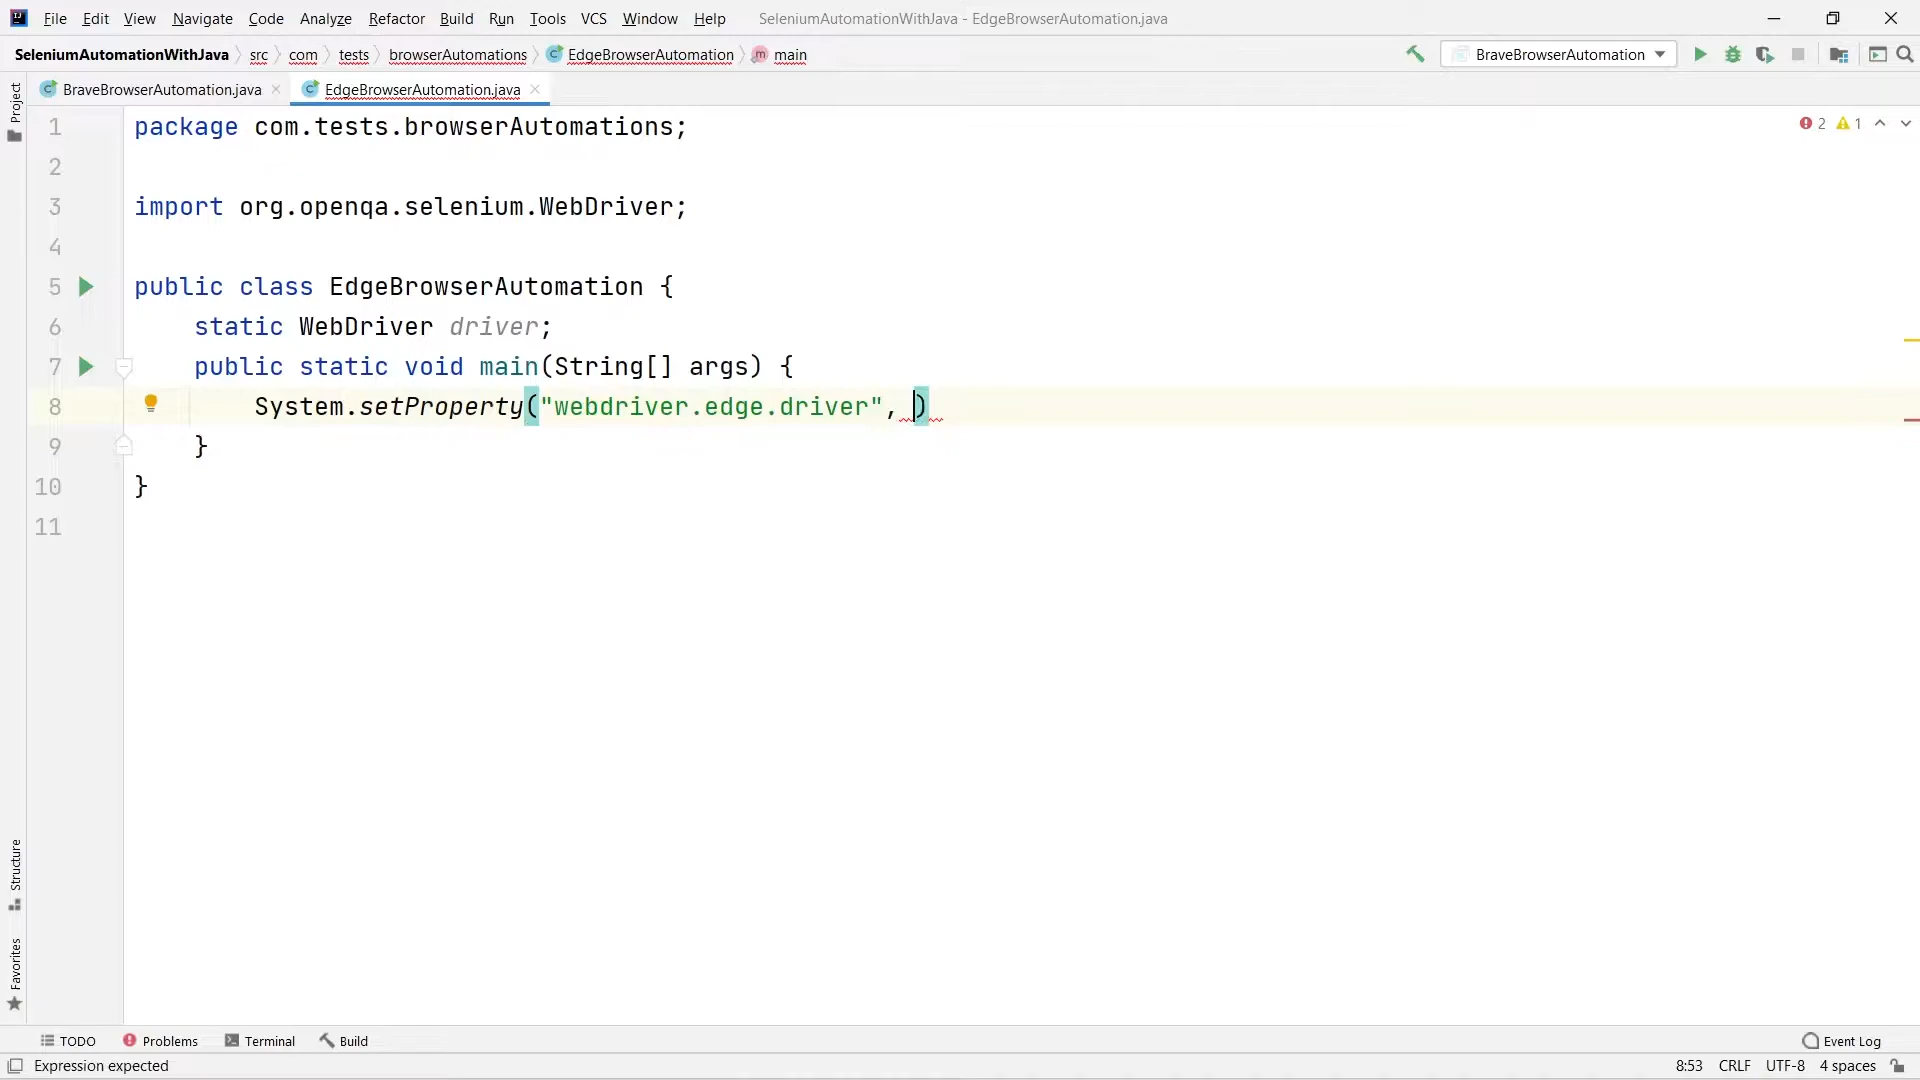 File Edit View Navigate Code Analyze Refactor Build Run Tools VCS Window Help SeleniumAutomationWithJava - EdgeBrowserAutomation.java
SeleniumAutomationWithJava src com tests browserAutomations EdgeBrowserAutomation main BraveBrowserAutomation
BraveBrowserAutomation.java EdgeBrowserAutomation.java
Project
1 package com.tests.browserAutomations;
2 1
2
3 import org.openqa.selenium.WebDriver;
4
5 public class EdgeBrowserAutomation {
6 static WebDriver driver;
7 public static void main(String[] args) {
8 System.setProperty("webdriver.edge.driver", )
9 }
10 }
11
Structure
Favorites
TODO Problems Terminal Build Event Log
Expression expected 8:53 CRLF UTF-8 4 spaces